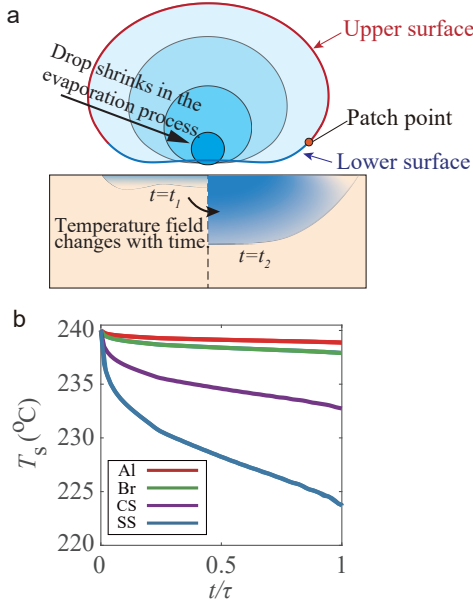 a
Upper surface
Drop shrinks in the
evaporation process
Patch point
Lower surface
t=t₁
Temperature field
changes with time
t=t₂
b
240
235
230
225
220
Tₛ (°C)
Al
Br
CS
SS
0
0.5
1
t/τ